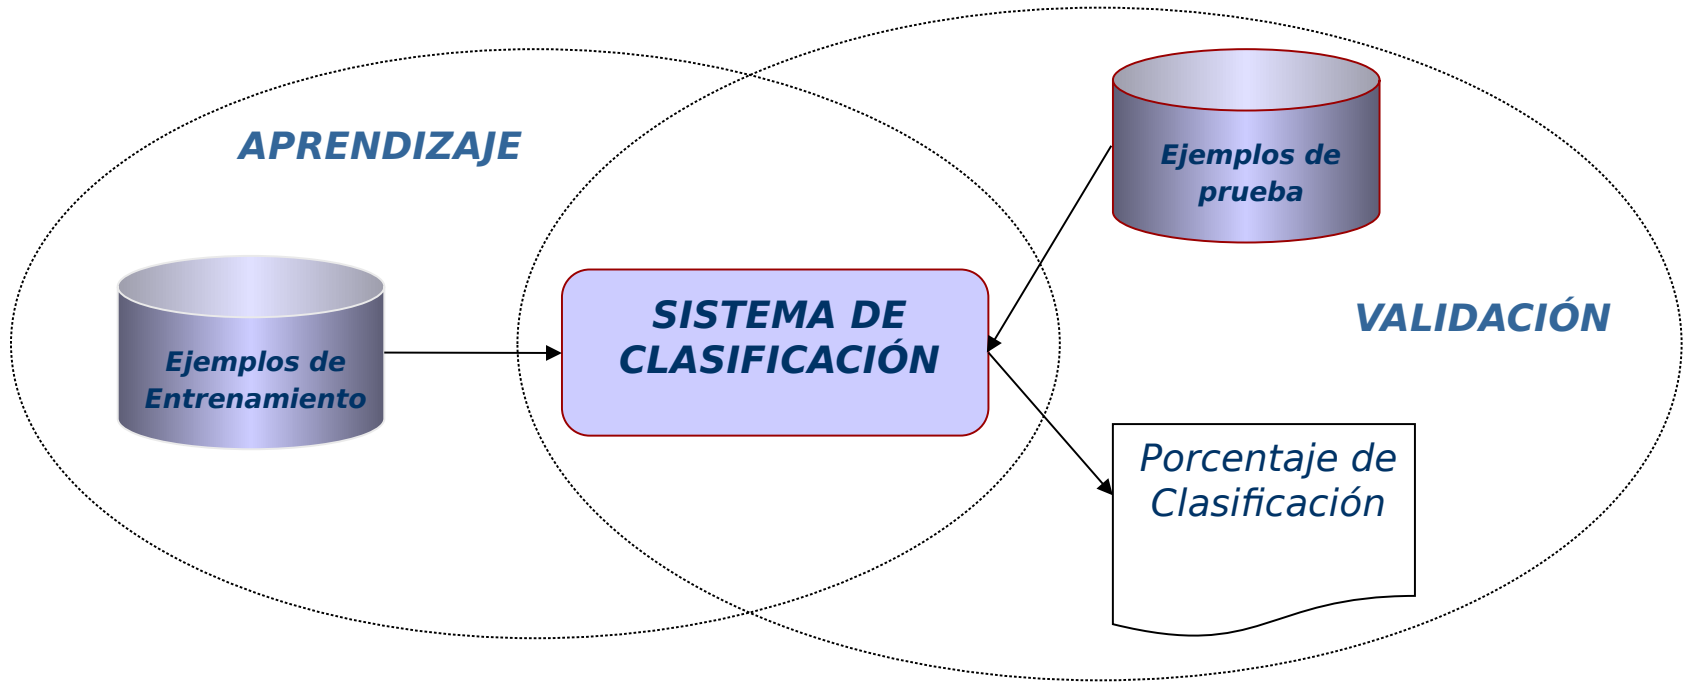 APRENDIZAJE
Ejemplos de
Entrenamiento
SISTEMA DE
CLASIFICACIÓN
Ejemplos de
prueba
VALIDACIÓN
Porcentaje de
Clasificación